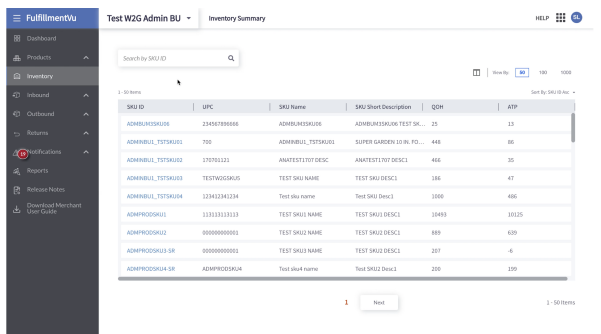 FulfillmentVu
Test W2G Admin BU
Inventory Summary
HELP
SL
Dashboard
Products
Inventory
Inbound
Outbound
Returns
19
Notifications
Reports
Release Notes
Download Merchant
User Guide
Search by SKU ID
View By: 50 100 1000
1 - 50 Items
Sort By: SKU ID Asc
SKU ID UPC SKU Name SKU Short Description QOH ATP
ADMBUM3SKU06 234567896666 ADMBUM3SKU06 ADMBUM3SKU06 TEST SK... 25 13
ADMINBU1_TSTSKU01 700 ADMINBU1_TSTSKU01 SUPER GARDEN 10 IN. FO... 448 86
ADMINBU1_TSTSKU02 170701121 ANATEST1707 DESC ANATEST1707 DESC1 466 35
ADMINBU1_TSTSKU03 TESTW2GSKU5 TEST SKU NAME TEST SKU DESC1 186 47
ADMINBU1_TSTSKU04 123412341234 Test sku name Test SKU Desc1 1000 486
ADMPRODSKU1 113113113113 TEST SKU1 NAME TEST SKU1 DESC1 10493 10125
ADMPRODSKU2 000000000001 TEST SKU2 NAME TEST SKU2 DESC1 889 639
ADMPRODSKU3-SR 000000000001 TEST SKU3 NAME TEST SKU2 DESC1 207 -6
ADMPRODSKU4-SR ADMPRODSKU4 Test sku4 name Test SKU2 Desc1 200 199
1 Next 1 - 50 Items